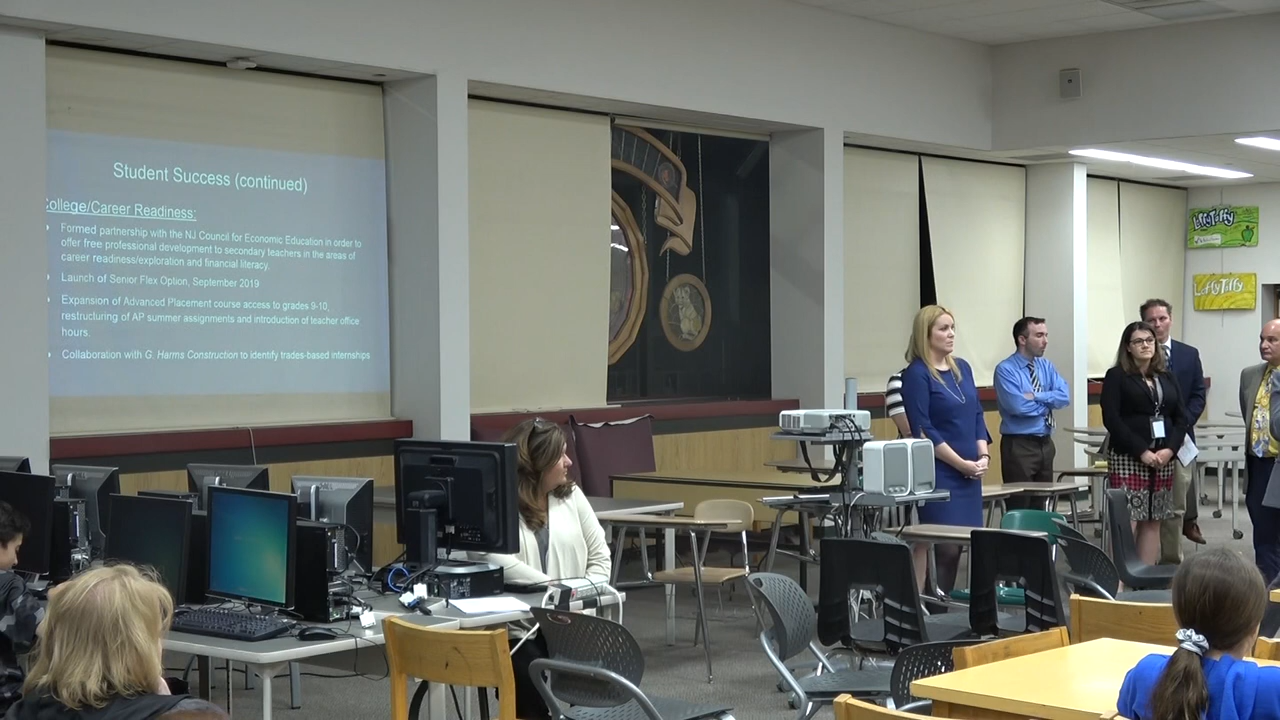 Student Success (continued)
College/Career Readiness:
• Formed partnership with the NJ Council for Economic Education in order to
offer free professional development to secondary teachers in the areas of
career readiness/exploration and financial literacy.
• Launch of Senior Flex Option, September 2019
• Expansion of Advanced Placement course access to grades 9-10,
restructuring of AP summer assignments and introduction of teacher office
hours.
• Collaboration with G. Harms Construction to identify trades-based internships
LaffyTaffy
LaffyTaffy
DELL